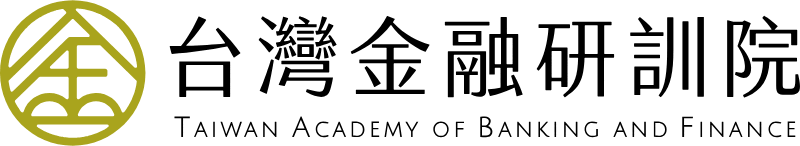 台灣金融研訓院
TAIWAN ACADEMY OF BANKING AND FINANCE